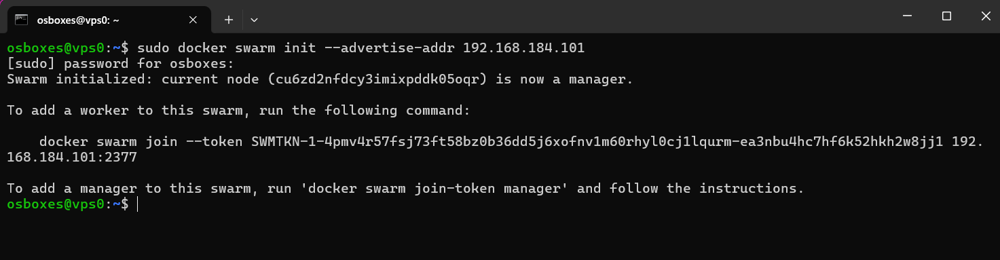 osboxes@vps0: ~
osboxes@vps0:~$ sudo docker swarm init --advertise-addr 192.168.184.101
[sudo] password for osboxes:
Swarm initialized: current node (cu6zd2nfdcy3imixpddk05oqr) is now a manager.
To add a worker to this swarm, run the following command:
docker swarm join --token SWMTKN-1-4pmv4r57fsj73ft58bz0b36dd5j6xofnv1m60rhyl0cj1lqurm-ea3nbu4hc7hf6k52hkh2w8jj1 192.
168.184.101:2377
To add a manager to this swarm, run 'docker swarm join-token manager' and follow the instructions.
osboxes@vps0:~$